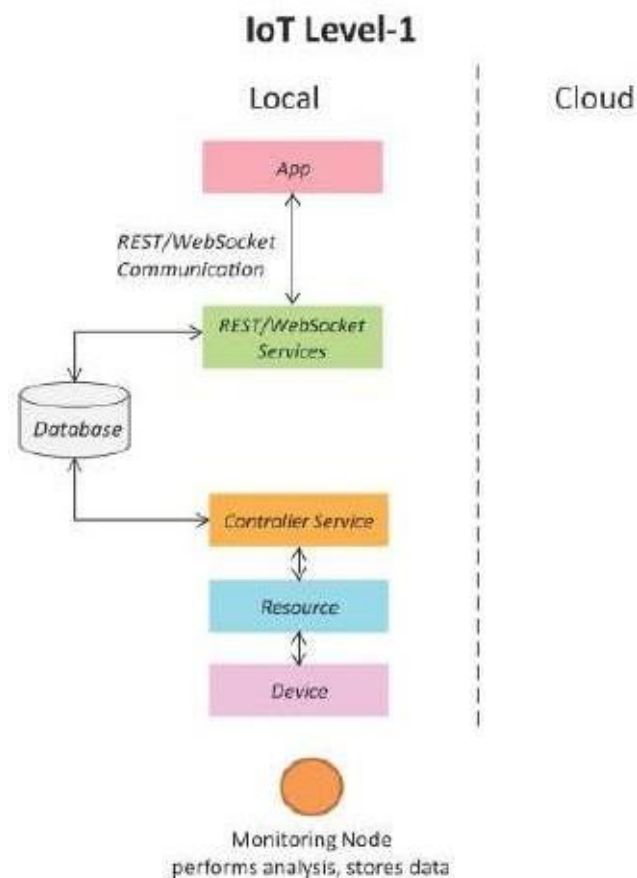 IoT Level-1
Local
Cloud
App
REST/WebSocket
Communication
REST/WebSocket
Services
Database
Controller Service
Resource
Device
Monitoring Node
performs analysis, stores data